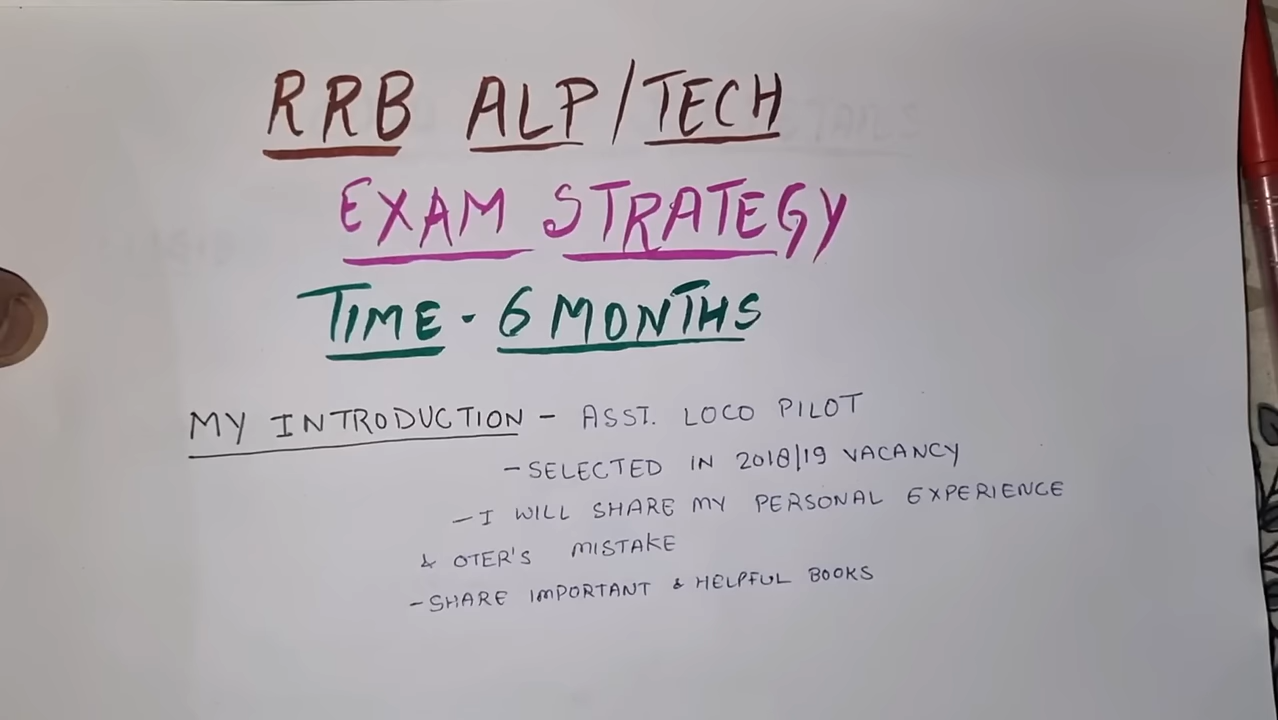 RRB ALP/TECH
EXAM STRATEGY
TIME - 6 MONTHS
MY INTRODUCTION - ASST. LOCO PILOT
- SELECTED IN 2018/19 VACANCY
- I WILL SHARE MY PERSONAL EXPERIENCE
& OTER'S MISTAKE
- SHARE IMPORTANT & HELPFUL BOOKS